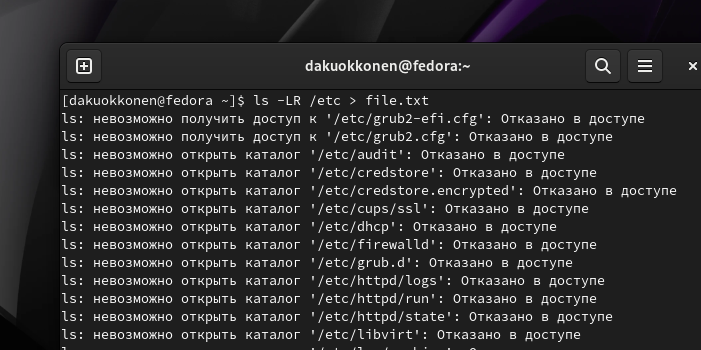 dakuokkonen@fedora:~
[dakuokkonen@fedora ~]$ ls -LR /etc > file.txt
ls: невозможно получить доступ к '/etc/grub2-efi.cfg': Отказано в доступе
ls: невозможно получить доступ к '/etc/grub2.cfg': Отказано в доступе
ls: невозможно открыть каталог '/etc/audit': Отказано в доступе
ls: невозможно открыть каталог '/etc/credstore': Отказано в доступе
ls: невозможно открыть каталог '/etc/credstore.encrypted': Отказано в доступе
ls: невозможно открыть каталог '/etc/cups/ssl': Отказано в доступе
ls: невозможно открыть каталог '/etc/dhcp': Отказано в доступе
ls: невозможно открыть каталог '/etc/firewalld': Отказано в доступе
ls: невозможно открыть каталог '/etc/grub.d': Отказано в доступе
ls: невозможно открыть каталог '/etc/httpd/logs': Отказано в доступе
ls: невозможно открыть каталог '/etc/httpd/run': Отказано в доступе
ls: невозможно открыть каталог '/etc/httpd/state': Отказано в доступе
ls: невозможно открыть каталог '/etc/libvirt': Отказано в доступе